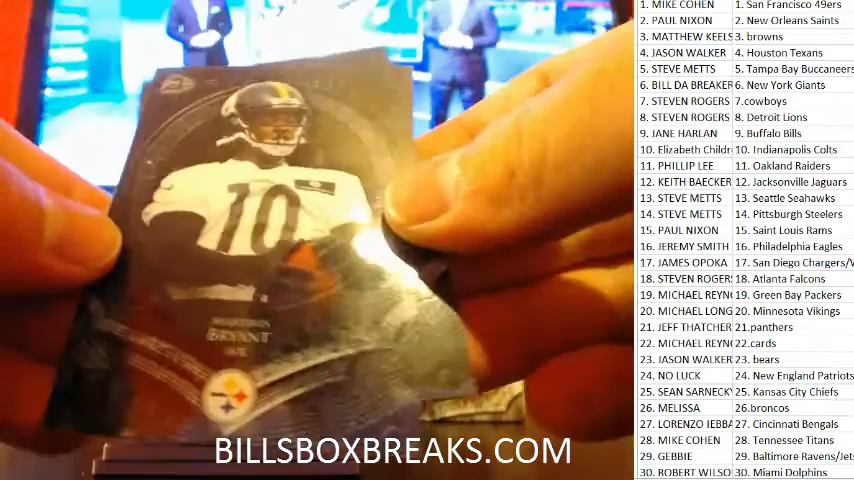 1. MIKE COHEN 1. San Francisco 49ers
2. PAUL NIXON 2. New Orleans Saints
3. MATTHEW KEELS 3. browns
4. JASON WALKER 4. Houston Texans
5. STEVE METTS 5. Tampa Bay Buccaneers
6. BILL DA BREAKER 6. New York Giants
7. STEVEN ROGERS 7.cowboys
8. STEVEN ROGERS 8. Detroit Lions
9. JANE HARLAN 9. Buffalo Bills
10. Elizabeth Childr 10. Indianapolis Colts
11. PHILLIP LEE 11. Oakland Raiders
12. KEITH BAECKER 12. Jacksonville Jaguars
13. STEVE METTS 13. Seattle Seahawks
14. STEVE METTS 14. Pittsburgh Steelers
15. PAUL NIXON 15. Saint Louis Rams
16. JEREMY SMITH 16. Philadelphia Eagles
17. JAMES OPOKA 17. San Diego Chargers/V
18. STEVEN ROGERS 18. Atlanta Falcons
19. MICHAEL REYN 19. Green Bay Packers
20. MICHAEL LONG 20. Minnesota Vikings
21. JEFF THATCHER 21.panthers
22. MICHAEL REYN 22.cards
23. JASON WALKER 23. bears
24. NO LUCK 24. New England Patriots
25. SEAN SARNECKY 25. Kansas City Chiefs
26. MELISSA 26.broncos
27. LORENZO IEBBA 27. Cincinnati Bengals
28. MIKE COHEN 28. Tennessee Titans
29. GEBBIE 29. Baltimore Ravens/Jets
30. ROBERT WILSO 30. Miami Dolphins
10
BRYANT
BILLSBOXBREAKS.COM